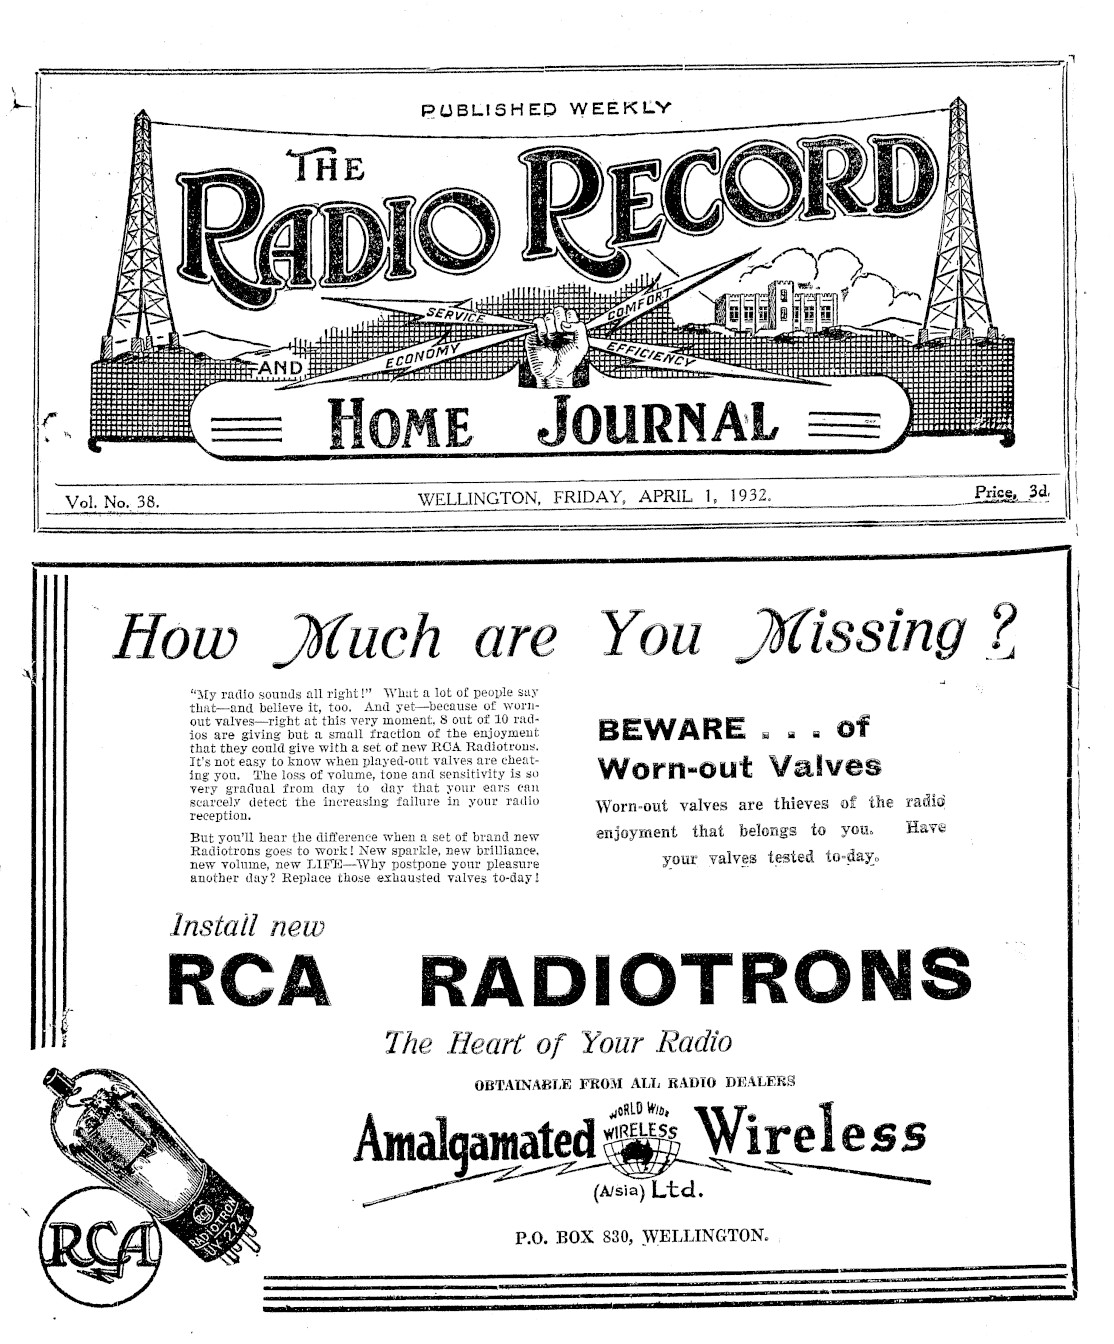 PUBLISHED WEEKLY
THE
RADIO RECORD
SERVICE
COMFORT
ECONOMY
EFFICIENCY
AND
HOME JOURNAL
Vol. No. 38.
WELLINGTON, FRIDAY, APRIL 1, 1932.
Price, 3d.
How Much are You Missing?
"My radio sounds all right!" What a lot of people say
that—and believe it, too. And yet—because of worn-
out valves—right at this very moment, 8 out of 10 rad-
ios are giving but a small fraction of the enjoyment
that they could give with a set of new RCA Radiotrons.
It's not easy to know when played-out valves are cheat-
ing you. The loss of volume, tone and sensitivity is so
very gradual from day to day that your ears can
scarcely detect the increasing failure in your radio
reception.
But you'll hear the difference when a set of brand new
Radiotrons goes to work! New sparkle, new brilliance,
new volume, new LIFE—Why postpone your pleasure
another day? Replace those exhausted valves to-day!
BEWARE . . . of
Worn-out Valves
Worn-out valves are thieves of the radio
enjoyment that belongs to you. Have
your valves tested to-day.
Install new
RCA RADIOTRONS
The Heart of Your Radio
OBTAINABLE FROM ALL RADIO DEALERS
Amalgamated Wireless
WORLD WIDE
WIRELESS
(A/sia) Ltd.
P.O. BOX 830, WELLINGTON.
RCA
RADIOTRON
UY-224
RCA